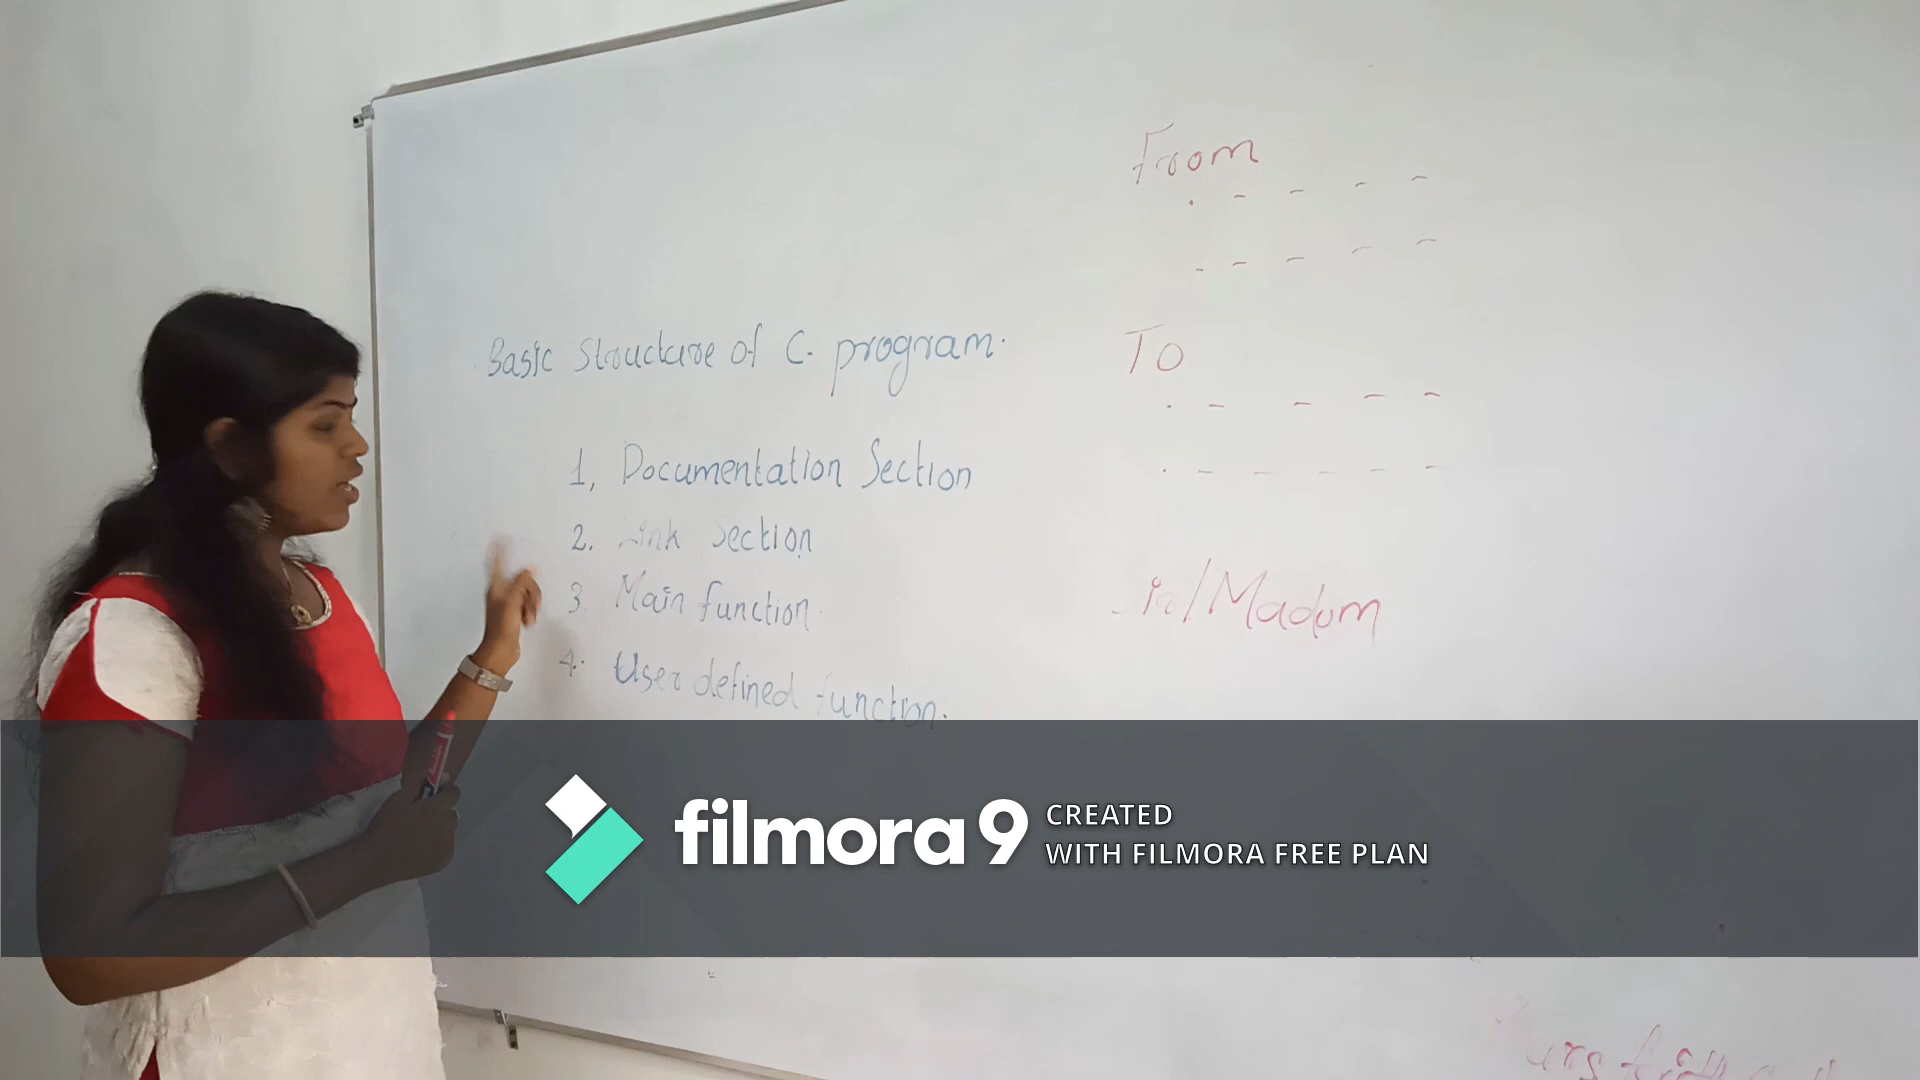 Basic Structure of C. program.
1, Documentation Section
2. Link Section
3. Main function.
4. User defined function.
From
To
Sir/Madum
filmora9
CREATED
WITH FILMORA FREE PLAN